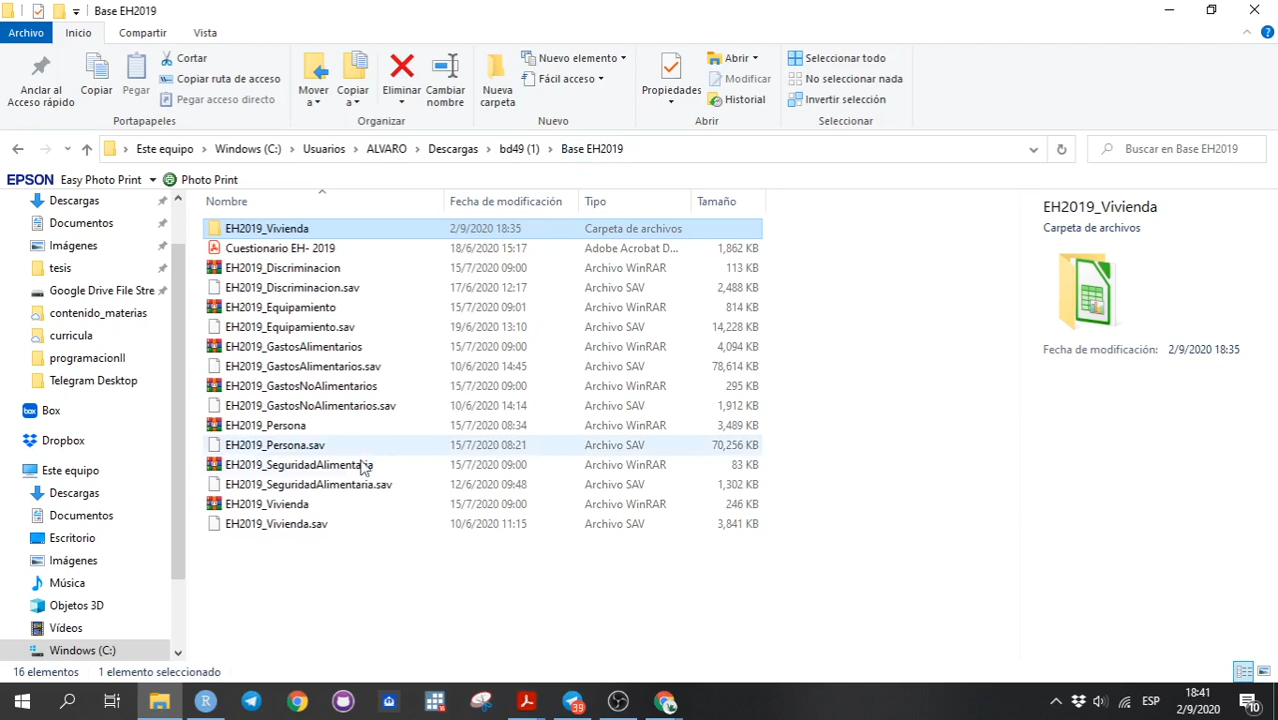 Base EH2019
Archivo Inicio Compartir Vista
Anclar al Acceso rápido
Copiar
Pegar
Cortar
Copiar ruta de acceso
Pegar acceso directo
Portapapeles
Mover a
Copiar a
Eliminar
Cambiar nombre
Organizar
Nueva carpeta
Nuevo elemento
Fácil acceso
Nuevo
Propiedades
Abrir
Modificar
Historial
Abrir
Seleccionar todo
No seleccionar nada
Invertir selección
Seleccionar
Este equipo > Windows (C:) > Usuarios > ALVARO > Descargas > bd49 (1) > Base EH2019
Buscar en Base EH2019
EPSON Easy Photo Print Photo Print
Descargas
Documentos
Imágenes
tesis
Google Drive File Stre
contenido_materias
curricula
programacionII
Telegram Desktop
Box
Dropbox
Este equipo
Descargas
Documentos
Escritorio
Imágenes
Música
Objetos 3D
Vídeos
Windows (C:)
Nombre Fecha de modificación Tipo Tamaño
EH2019_Vivienda 2/9/2020 18:35 Carpeta de archivos
Cuestionario EH- 2019 18/6/2020 15:17 Adobe Acrobat D... 1,862 KB
EH2019_Discriminacion 15/7/2020 09:00 Archivo WinRAR 113 KB
EH2019_Discriminacion.sav 17/6/2020 12:17 Archivo SAV 2,488 KB
EH2019_Equipamiento 15/7/2020 09:01 Archivo WinRAR 814 KB
EH2019_Equipamiento.sav 19/6/2020 13:10 Archivo SAV 14,228 KB
EH2019_GastosAlimentarios 15/7/2020 09:00 Archivo WinRAR 4,094 KB
EH2019_GastosAlimentarios.sav 10/6/2020 14:45 Archivo SAV 78,614 KB
EH2019_GastosNoAlimentarios 15/7/2020 09:00 Archivo WinRAR 295 KB
EH2019_GastosNoAlimentarios.sav 10/6/2020 14:14 Archivo SAV 1,912 KB
EH2019_Persona 15/7/2020 08:34 Archivo WinRAR 3,489 KB
EH2019_Persona.sav 15/7/2020 08:21 Archivo SAV 70,256 KB
EH2019_SeguridadAlimentaria 15/7/2020 09:00 Archivo WinRAR 83 KB
EH2019_SeguridadAlimentaria.sav 12/6/2020 09:48 Archivo SAV 1,302 KB
EH2019_Vivienda 15/7/2020 09:00 Archivo WinRAR 246 KB
EH2019_Vivienda.sav 10/6/2020 11:15 Archivo SAV 3,841 KB
EH2019_Vivienda
Carpeta de archivos
Fecha de modificación: 2/9/2020 18:35
16 elementos 1 elemento seleccionado
39
ESP
18:41
2/9/2020
10